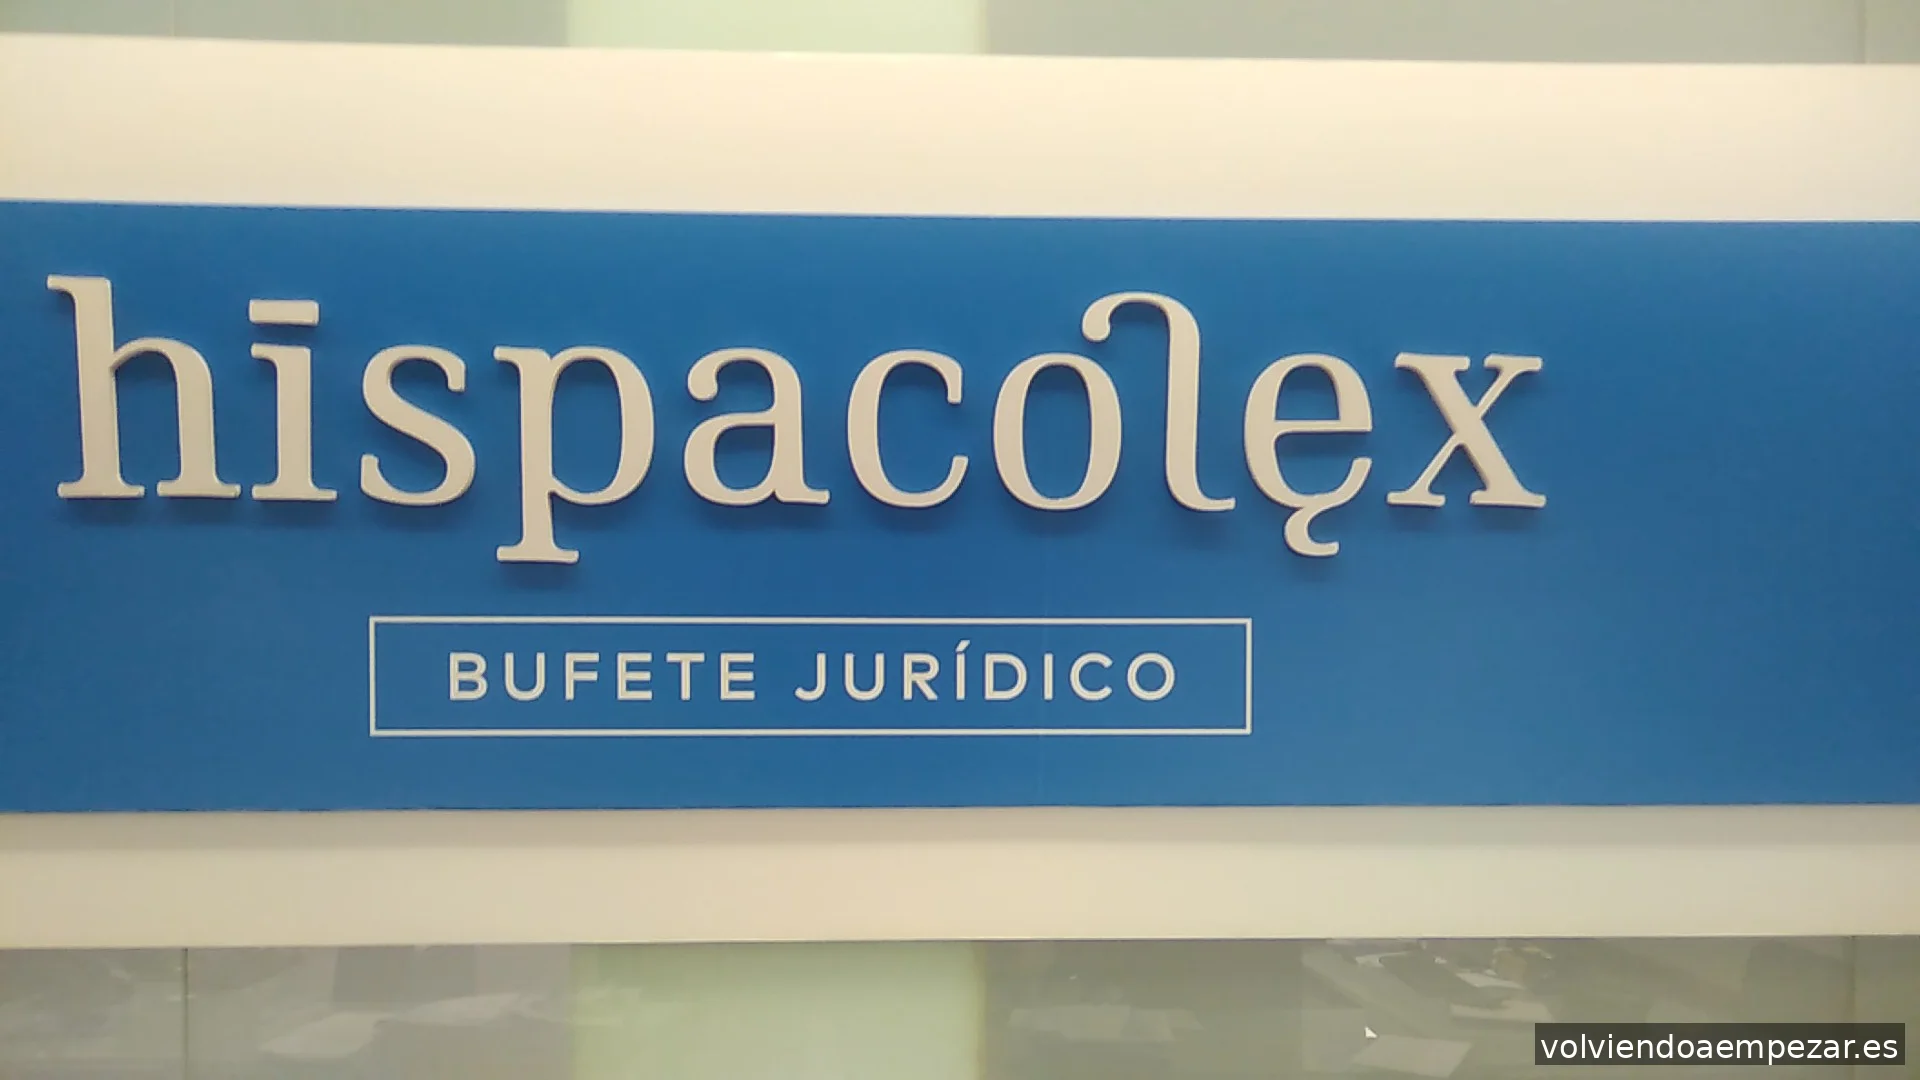 hispacolex
BUFETE JURÍDICO
volviendoaempezar.es